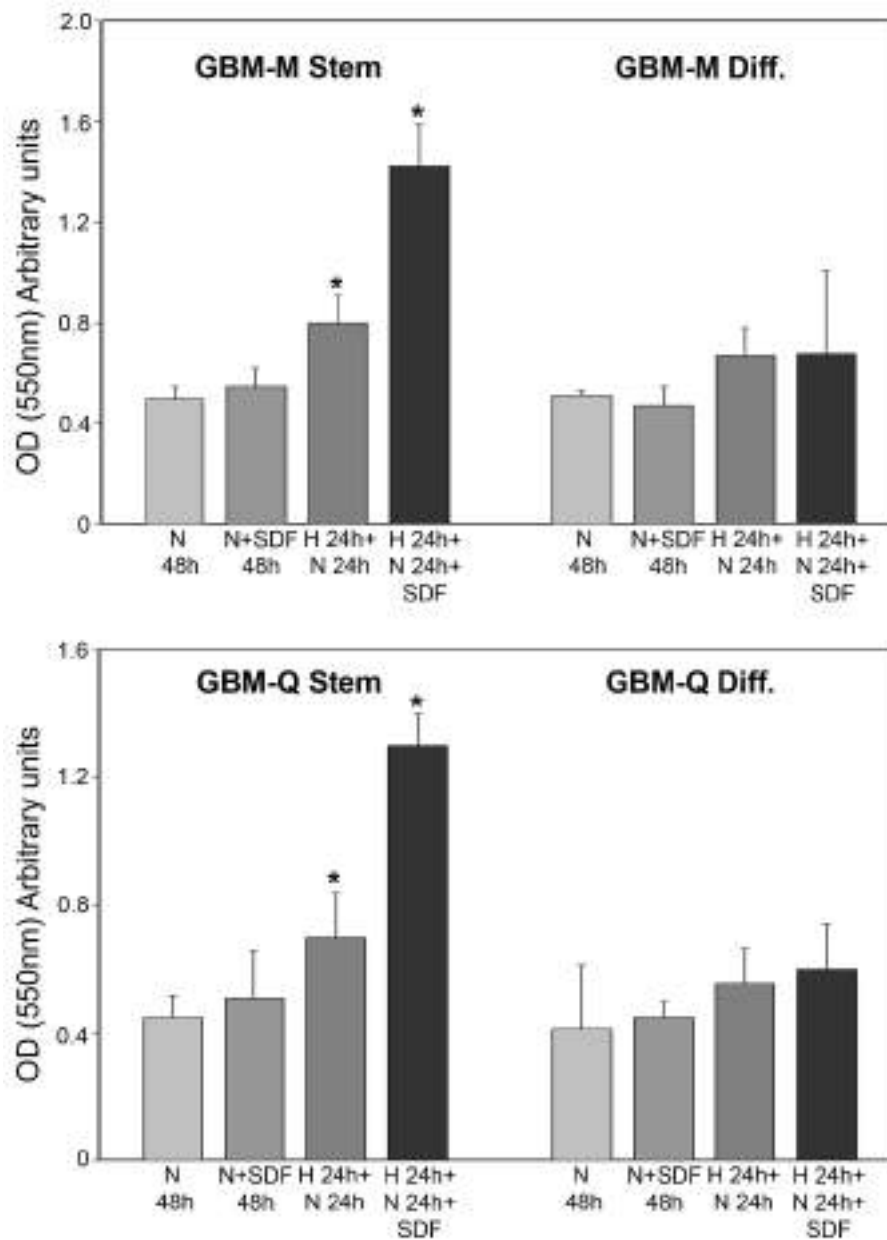 2.0
GBM-M Stem
GBM-M Diff.
*
1.6
*
1.2
0.8
0.4
0
OD (550nm) Arbitrary units
N N+SDF H 24h+ H 24h+
48h 48h N 24h N 24h+
SDF
N N+SDF H 24h+ H 24h+
48h 48h N 24h N 24h+
SDF
1.6
GBM-Q Stem
GBM-Q Diff.
*
1.2
*
0.8
0.4
0
OD (550nm) Arbitrary units
N N+SDF H 24h+ H 24h+
48h 48h N 24h N 24h+
SDF
N N+SDF H 24h+ H 24h+
48h 48h N 24h N 24h+
SDF